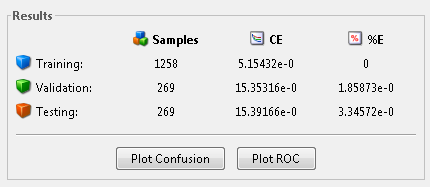 Results
Samples CE %E
Training: 1258 5.15432e-0 0
Validation: 269 15.35316e-0 1.85873e-0
Testing: 269 15.39166e-0 3.34572e-0
Plot Confusion Plot ROC